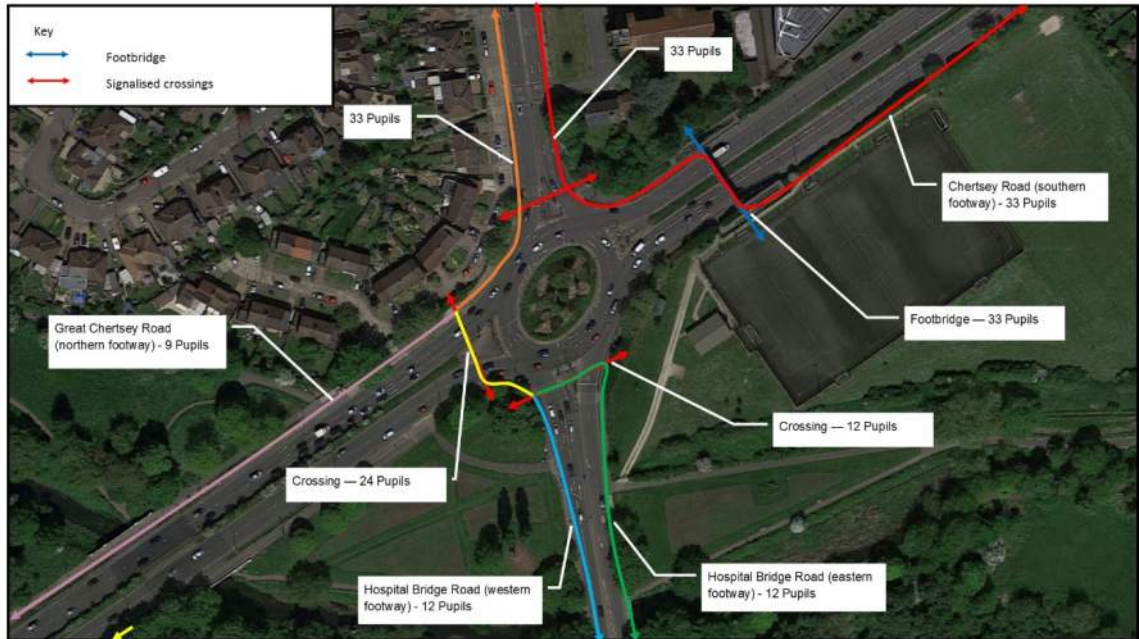 Key
Footbridge
Signalised crossings
33 Pupils
33 Pupils
Chertsey Road (southern
footway) - 33 Pupils
Footbridge — 33 Pupils
Great Chertsey Road
(northern footway) - 9 Pupils
Crossing — 12 Pupils
Crossing — 24 Pupils
Hospital Bridge Road (western
footway) - 12 Pupils
Hospital Bridge Road (eastern
footway) - 12 Pupils